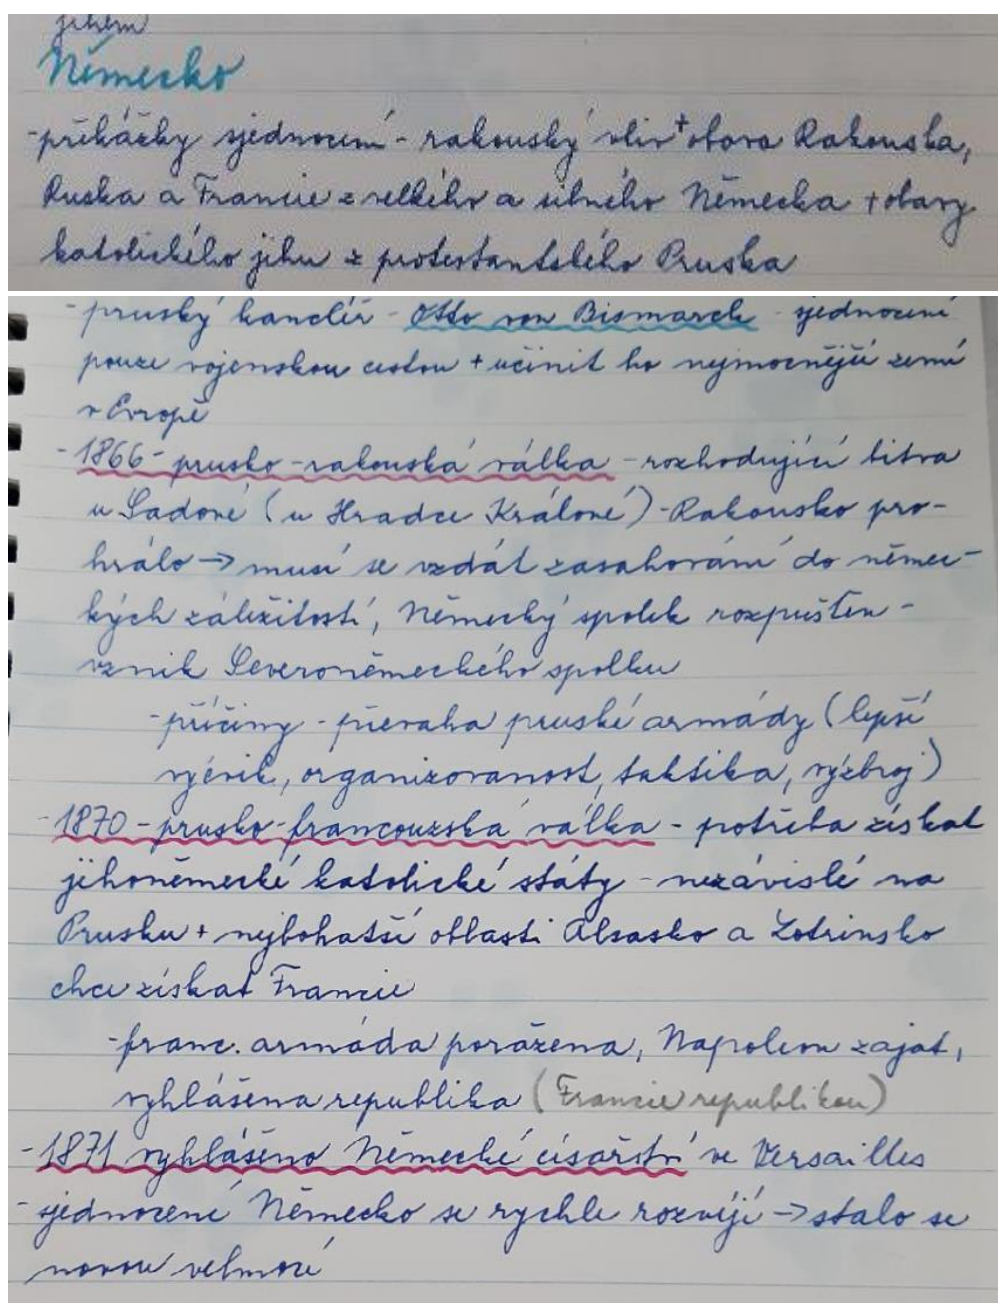 jihem
Německo
-překážky sjednocení - rakouský vliv + obava Rakouska,
Ruska a Francie z velkého a silného Německa + obavy
katolického jihu z protestantského Pruska
-pruský kancléř - Otto von Bismarck - sjednocení
pouze vojenskou cestou + učinit ho nejmocnější zemí
v Evropě
-1866- prusko-rakouská válka - rozhodující bitva
u Sadové (u Hradce Králové) - Rakousko pro-
hrálo → musí se vzdát zasahování do němec-
kých záležitostí, Německý spolek rozpuštěn -
vznik Severoněmeckého spolku
-příčiny - převaha pruské armády (lepší
výcvik, organizovanost, taktika, výzbroj)
-1870 - prusko-francouzská válka - potřeba získat
jihoněmecké katolické státy - nezávislé na
Prusku + nejbohatší oblasti Alsasko a Lotrinsko
chce získat Francie
-franc. armáda poražena, Napoleon zajat,
vyhlášena republika (Francie republikou)
-1871 vyhlášeno Německé císařství ve Versailles
-sjednocené Německo se rychle rozvíjí → stalo se
novou velmocí